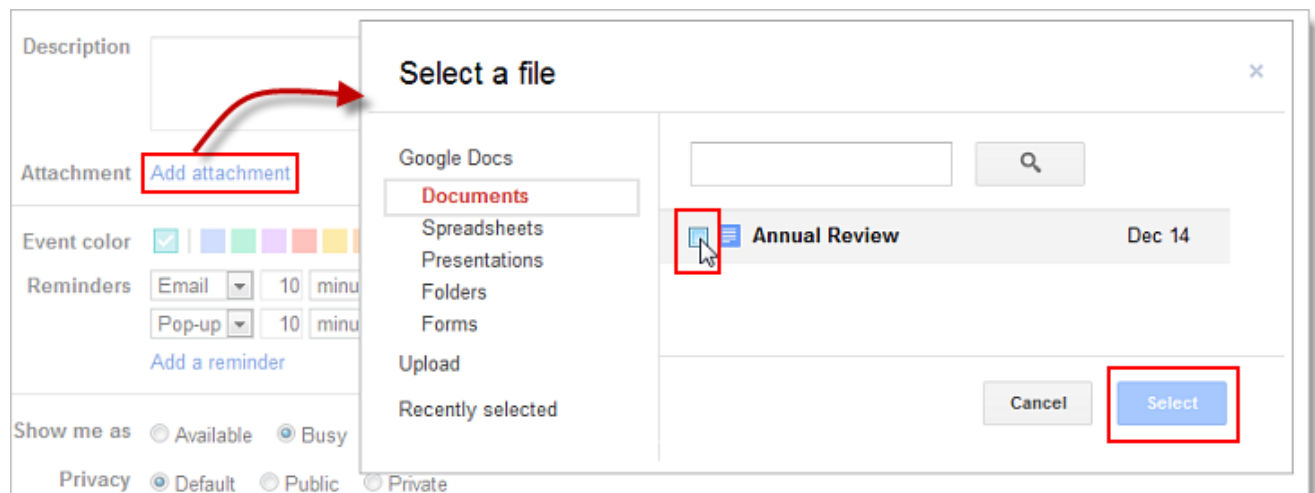 Description
Attachment Add attachment
Event color
Reminders Email 10 minu
Pop-up 10 minu
Add a reminder
Show me as Available Busy
Privacy Default Public Private
Select a file
×
Google Docs
Documents
Spreadsheets
Presentations
Folders
Forms
Upload
Recently selected
Annual Review Dec 14
Cancel Select